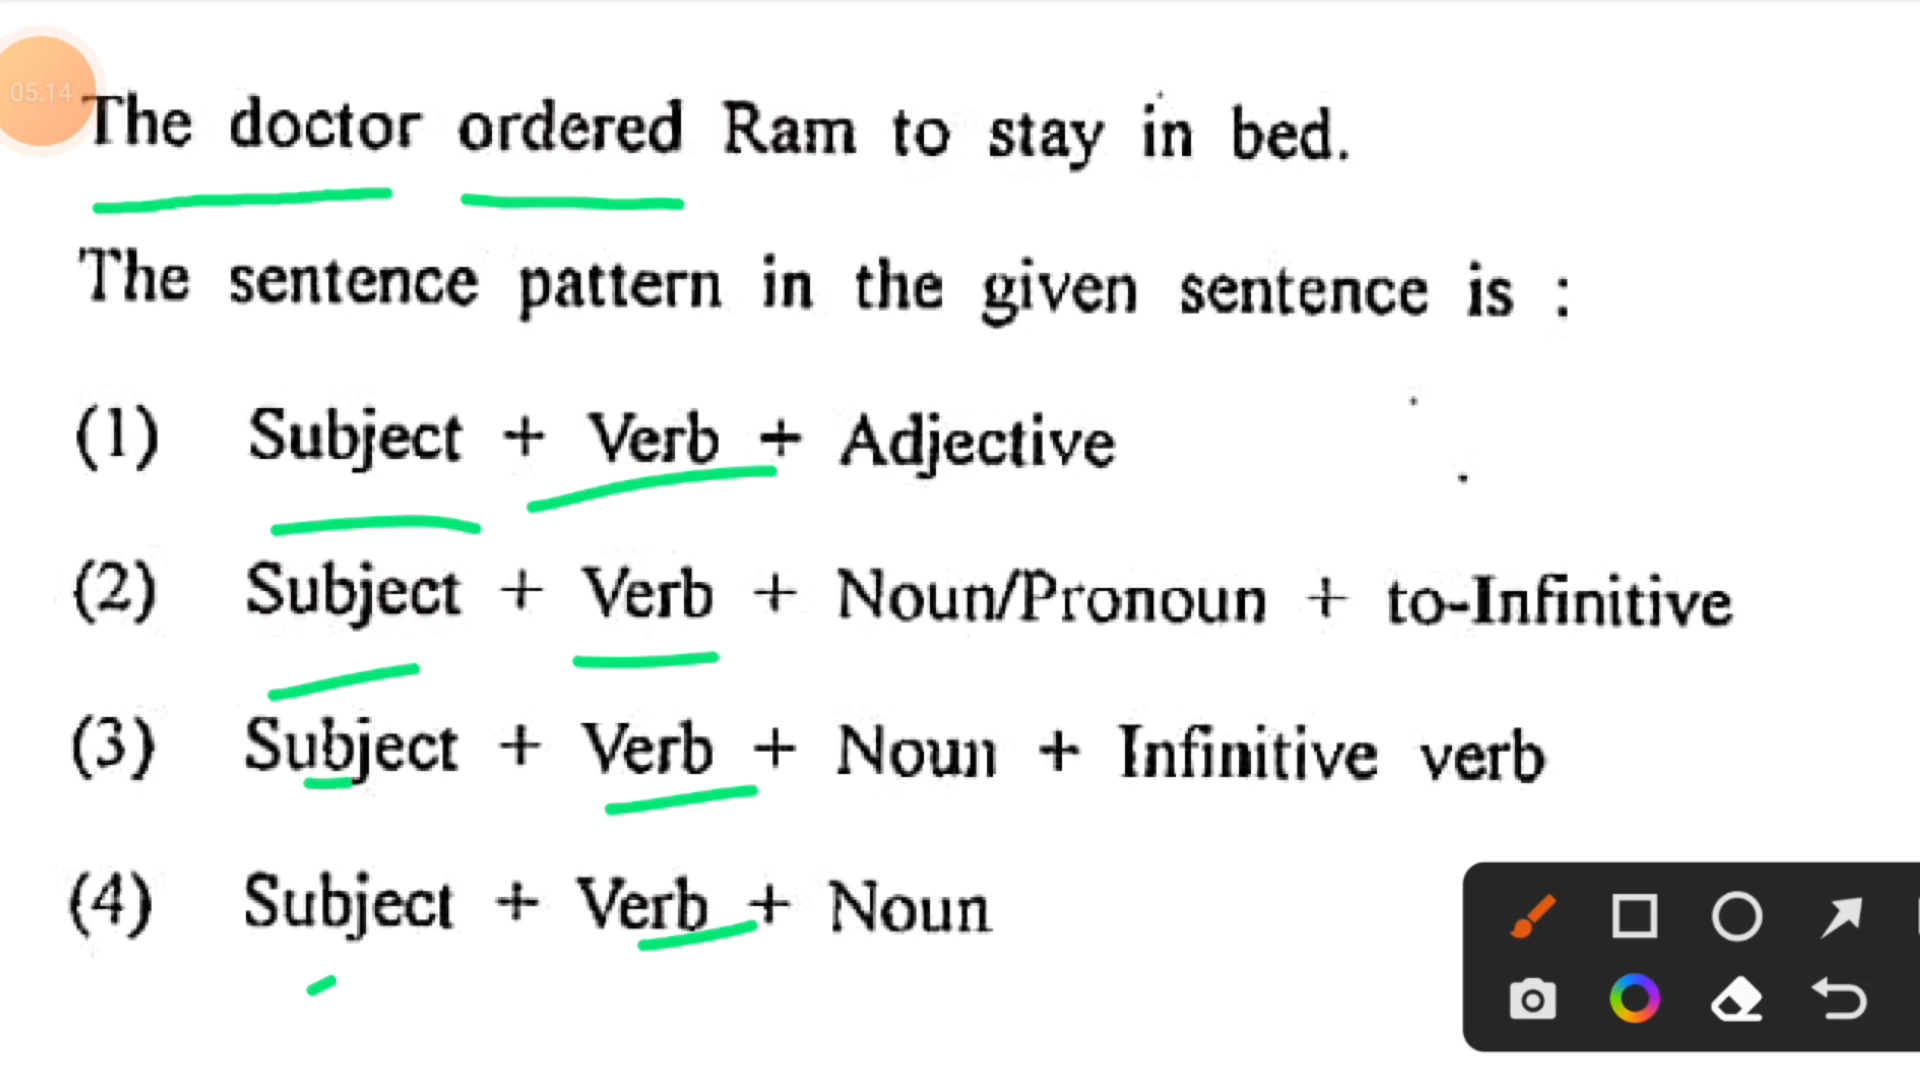 05:14
The doctor ordered Ram to stay in bed.
The sentence pattern in the given sentence is :
(1) Subject + Verb + Adjective
(2) Subject + Verb + Noun/Pronoun + to-Infinitive
(3) Subject + Verb + Noun + Infinitive verb
(4) Subject + Verb + Noun